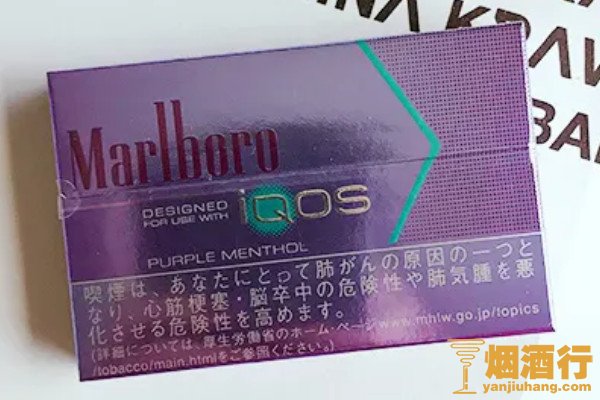 Marlboro
DESIGNED
FOR USE WITH
iQOS
PURPLE MENTHOL
喫煙は、あなたにとって肺がんの原因の一つと
なり、心筋梗塞・脳卒中の危険性や肺気腫を悪
化させる危険性を高めます。
(詳細については、厚生労働省のホーム・ページwww.mhlw.go.jp/topics
/tobacco/main.htmlをご参照ください。)
烟酒行
yanjiuhang.com